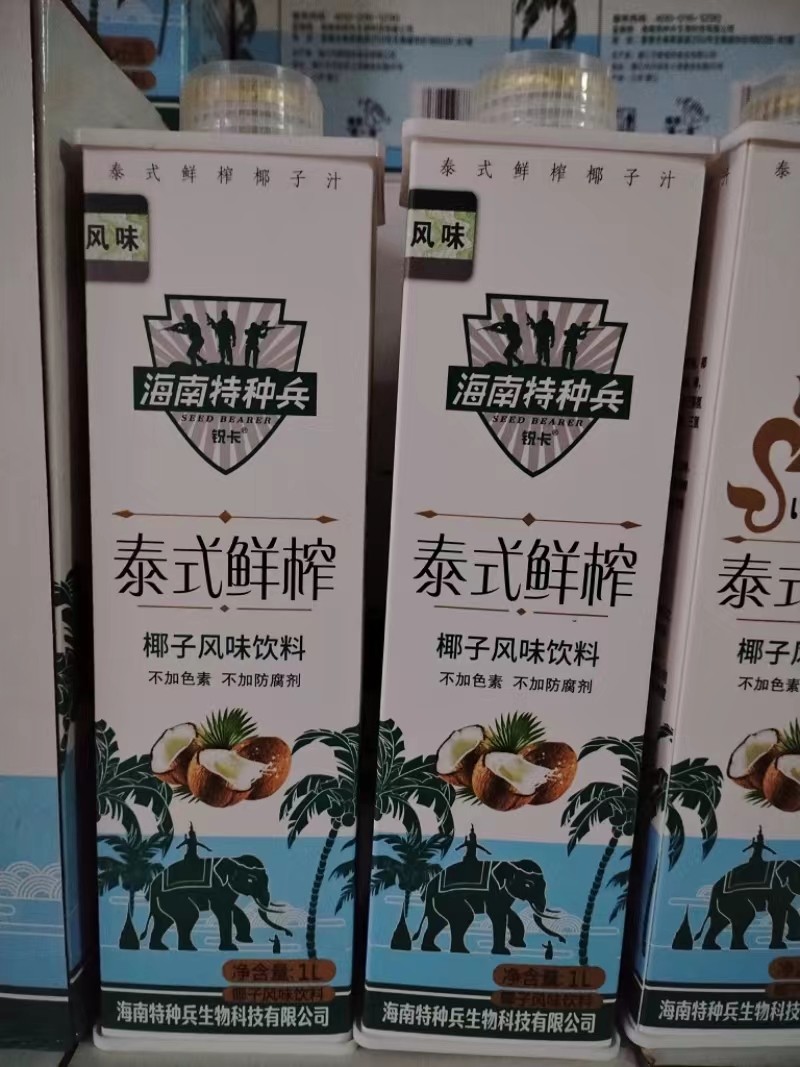 泰式鲜榨椰子汁
风味
海南特种兵
SEED BEARER
锐卡
泰式鲜榨
椰子风味饮料
不加色素 不加防腐剂
净含量:1L
椰子风味饮料
海南特种兵生物科技有限公司
泰式鲜榨椰子汁
风味
海南特种兵
SEED BEARER
锐卡
泰式鲜榨
椰子风味饮料
不加色素 不加防腐剂
净含量:1L
椰子风味饮料
海南特种兵生物科技有限公司
泰
泰式
椰子
不加色素
海南特种兵生物科技